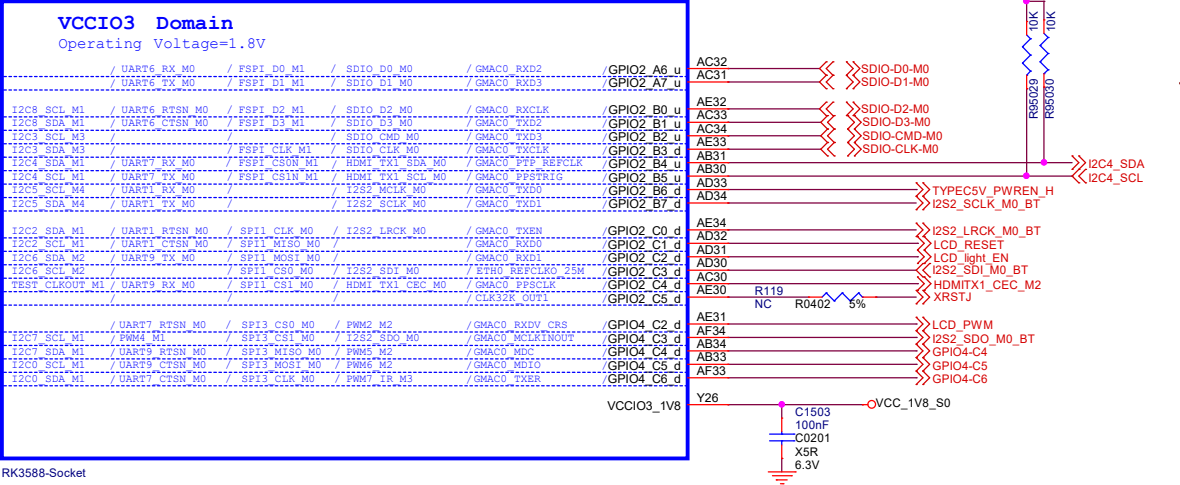 VCCIO3 Domain
Operating Voltage=1.8V
10K 10K
R95029 R95030
/ UART6_RX_M0 / FSPI_D0_M1 / SDIO_D0_M0 / GMAC0_RXD2 /GPIO2_A6_u AC32 SDIO-D0-M0
/ UART6_TX_M0 / FSPI_D1_M1 / SDIO_D1_M0 / GMAC0_RXD3 /GPIO2_A7_u AC31 SDIO-D1-M0
I2C8_SCL_M1 / UART6_RTSN_M0 / FSPI_D2_M1 / SDIO_D2_M0 / GMAC0_RXCLK /GPIO2_B0_u AE32 SDIO-D2-M0
I2C8_SDA_M1 / UART6_CTSN_M0 / FSPI_D3_M1 / SDIO_D3_M0 / GMAC0_TXD2 /GPIO2_B1_u AC33 SDIO-D3-M0
I2C3_SCL_M3 / / SDIO_CMD_M0 / GMAC0_TXD3 /GPIO2_B2_u AC34 SDIO-CMD-M0
I2C3_SDA_M3 / / FSPI_CLK_M1 / SDIO_CLK_M0 / GMAC0_TXCLK /GPIO2_B3_d AE33 SDIO-CLK-M0
I2C4_SDA_M1 / UART7_RX_M0 / FSPI_CS0N_M1 / HDMI_TX1_SDA_M0 / GMAC0_PTP_REFCLK /GPIO2_B4_u AB31 I2C4_SDA
I2C4_SCL_M1 / UART7_TX_M0 / FSPI_CS1N_M1 / HDMI_TX1_SCL_M0 / GMAC0_PPSTRIG /GPIO2_B5_u AB30 I2C4_SCL
I2C5_SCL_M4 / UART1_RX_M0 / / I2S2_MCLK_M0 / GMAC0_TXD0 /GPIO2_B6_d AD33 TYPEC5V_PWREN_H
I2C5_SDA_M4 / UART1_TX_M0 / / I2S2_SCLK_M0 / GMAC0_TXD1 /GPIO2_B7_d AD34 I2S2_SCLK_M0_BT
I2C2_SDA_M1 / UART1_RTSN_M0 / SPI1_CLK_M0 / I2S2_LRCK_M0 / GMAC0_TXEN /GPIO2_C0_d AE34 I2S2_LRCK_M0_BT
I2C2_SCL_M1 / UART1_CTSN_M0 / SPI1_MISO_M0 / / GMAC0_RXD0 /GPIO2_C1_d AD32 LCD_RESET
I2C6_SDA_M2 / UART9_TX_M0 / SPI1_MOSI_M0 / / GMAC0_RXD1 /GPIO2_C2_d AD31 LCD_light_EN
I2C6_SCL_M2 / / SPI1_CS0_M0 / I2S2_SDI_M0 / ETH0_REFCLKO_25M /GPIO2_C3_d AD30 I2S2_SDI_M0_BT
TEST_CLKOUT_M1 / UART9_RX_M0 / SPI1_CS1_M0 / HDMI_TX1_CEC_M0 / GMAC0_PPSCLK /GPIO2_C4_d AC30 HDMITX1_CEC_M2
/ / / / CLK32K_OUT1 /GPIO2_C5_d AE30 R119 NC R0402 5% XRSTJ
/ UART7_RTSN_M0 / SPI3_CS0_M0 / PWM2_M2 / GMAC0_RXDV_CRS /GPIO4_C2_d AE31 LCD_PWM
I2C7_SCL_M1 / PWM4_M1 / SPI3_CS1_M0 / I2S2_SDO_M0 / GMAC0_MCLKINOUT /GPIO4_C3_d AF34 I2S2_SDO_M0_BT
I2C7_SDA_M1 / UART9_RTSN_M0 / SPI3_MISO_M0 / PWM5_M2 / GMAC0_MDC /GPIO4_C4_d AB34 GPIO4-C4
I2C0_SCL_M1 / UART9_CTSN_M0 / SPI3_MOSI_M0 / PWM6_M2 / GMAC0_MDIO /GPIO4_C5_d AB33 GPIO4-C5
I2C0_SDA_M1 / UART7_CTSN_M0 / SPI3_CLK_M0 / PWM7_IR_M3 / GMAC0_TXER /GPIO4_C6_d AF33 GPIO4-C6
VCCIO3_1V8 Y26 VCC_1V8_S0
C1503
100nF
C0201
X5R
6.3V
RK3588-Socket